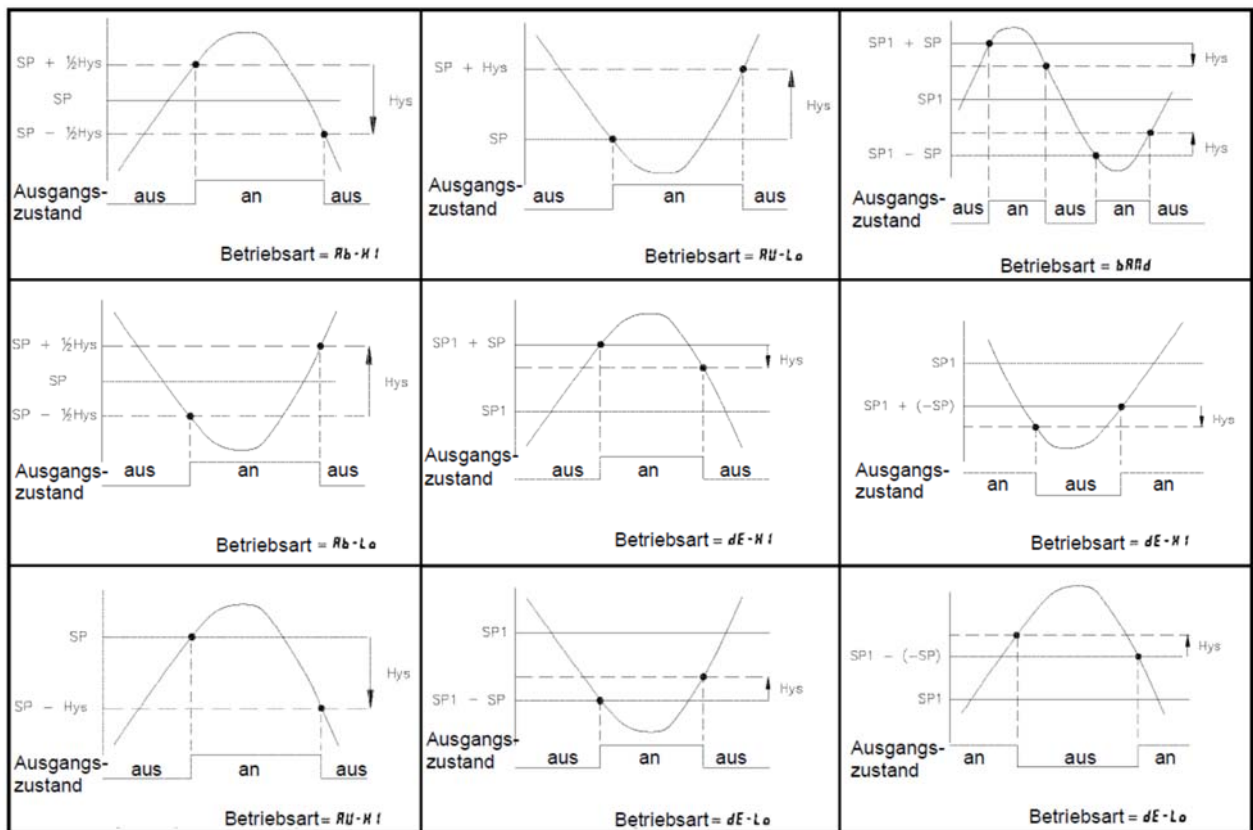 SP + ½Hys
SP
SP - ½Hys
Hys
Ausgangs-
zustand
aus an aus
Betriebsart = Ab-HI
SP + Hys
SP
Hys
Ausgangs-
zustand
aus an aus
Betriebsart = AU-Lo
SP1 + SP
Hys
SP1
Hys
SP1 - SP
Ausgangs-
zustand
aus an aus an aus
Betriebsart = bANd
SP + ½Hys
SP
SP - ½Hys
Hys
Ausgangs-
zustand
aus an aus
Betriebsart = Ab-Lo
SP1 + SP
Hys
SP1
Ausgangs-
zustand
aus an aus
Betriebsart = dE-HI
SP1
SP1 + (-SP)
Hys
Ausgangs-
zustand
an aus an
Betriebsart = dE-HI
SP
Hys
SP - Hys
Ausgangs-
zustand
aus an aus
Betriebsart = AU-HI
SP1
Hys
SP1 - SP
Ausgangs-
zustand
aus an aus
Betriebsart = dE-Lo
Hys
SP1 - (-SP)
SP1
Ausgangs-
zustand
an aus an
Betriebsart = dE-Lo